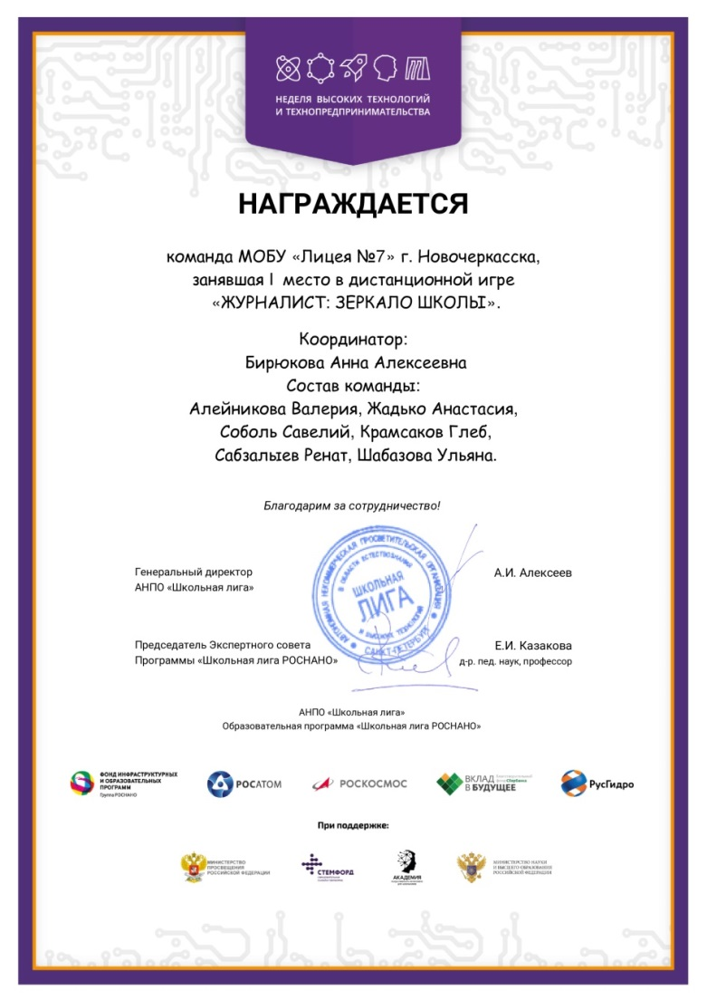 НЕДЕЛЯ ВЫСОКИХ ТЕХНОЛОГИЙ
И ТЕХНОПРЕДПРИНИМАТЕЛЬСТВА
НАГРАЖДАЕТСЯ
команда МОБУ «Лицея №7» г. Новочеркасска,
занявшая I место в дистанционной игре
«ЖУРНАЛИСТ: ЗЕРКАЛО ШКОЛЫ».
Координатор:
Бирюкова Анна Алексеевна
Состав команды:
Алейникова Валерия, Жадько Анастасия,
Соболь Савелий, Крамсаков Глеб,
Сабзалыев Ренат, Шабазова Ульяна.
Благодарим за сотрудничество!
АВТОНОМНАЯ НЕКОММЕРЧЕСКАЯ ПРОСВЕТИТЕЛЬСКАЯ ОРГАНИЗАЦИЯ
В ОБЛАСТИ ЕСТЕСТВОЗНАНИЯ
ШКОЛЬНАЯ
ЛИГА
И ВЫСОКИХ ТЕХНОЛОГИЙ
САНКТ-ПЕТЕРБУРГ
Генеральный директор
АНПО «Школьная лига»
А.И. Алексеев
Председатель Экспертного совета
Программы «Школьная лига РОСНАНО»
Е.И. Казакова
д-р. пед. наук, профессор
АНПО «Школьная лига»
Образовательная программа «Школьная лига РОСНАНО»
ФОНД ИНФРАСТРУКТУРНЫХ
И ОБРАЗОВАТЕЛЬНЫХ
ПРОГРАММ
Группа РОСНАНО
РОСАТОМ
РОСКОСМОС
ВКЛАД
В БУДУЩЕЕ
РусГидро
При поддержке:
МИНИСТЕРСТВО
ПРОСВЕЩЕНИЯ
РОССИЙСКОЙ ФЕДЕРАЦИИ
СТЕМФОРД
АКАДЕМИЯ
МИНИСТЕРСТВО НАУКИ
И ВЫСШЕГО ОБРАЗОВАНИЯ
РОССИЙСКОЙ ФЕДЕРАЦИИ